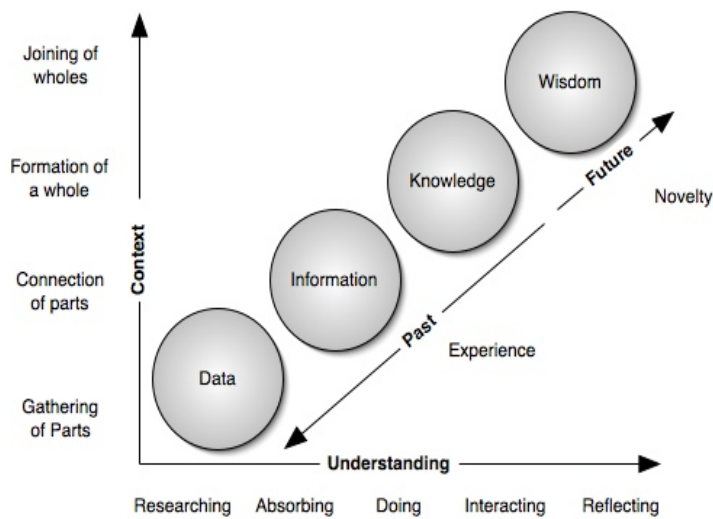 Joining of
wholes
Wisdom
Formation of
a whole
Knowledge
Future
Novelty
Context
Connection
of parts
Information
Past
Experience
Data
Gathering
of Parts
Understanding
Researching
Absorbing
Doing
Interacting
Reflecting